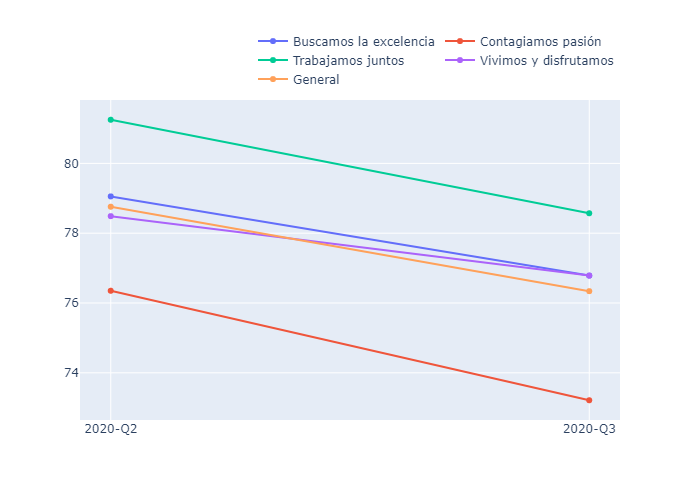 Buscamos la excelencia Contagiamos pasión
Trabajamos juntos Vivimos y disfrutamos
General
80
78
76
74
2020-Q2 2020-Q3